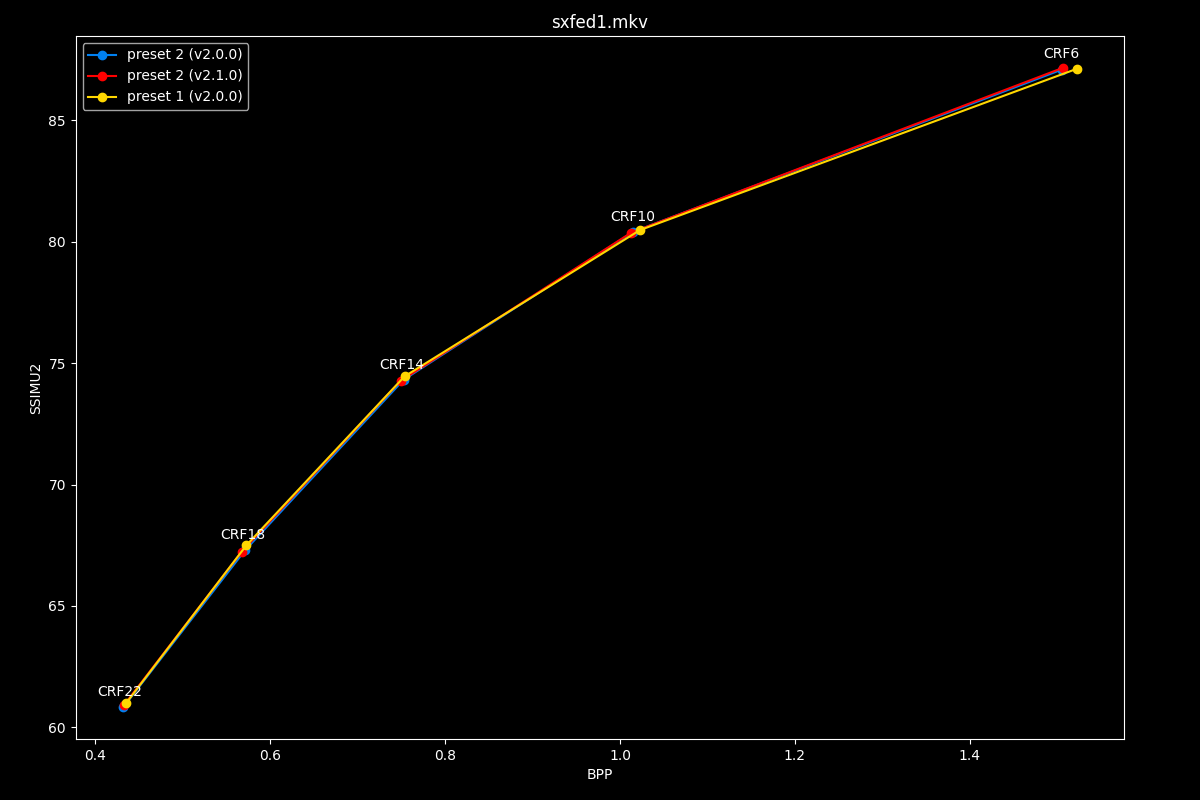 sxfed1.mkv
preset 2 (v2.0.0)
preset 2 (v2.1.0)
preset 1 (v2.0.0)
CRF6
CRF10
CRF14
CRF18
CRF22
SSIMU2
85
80
75
70
65
60
0.4 0.6 0.8 1.0 1.2 1.4
BPP